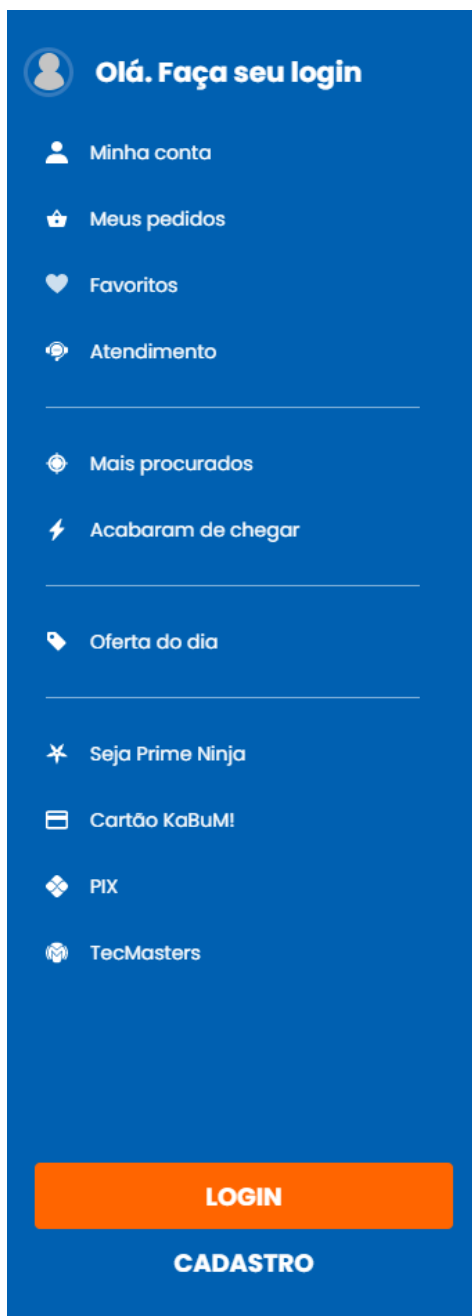 Olá. Faça seu login
Minha conta
Meus pedidos
Favoritos
Atendimento
Mais procurados
Acabaram de chegar
Oferta do dia
Seja Prime Ninja
Cartão KaBuM!
PIX
TecMasters
LOGIN
CADASTRO